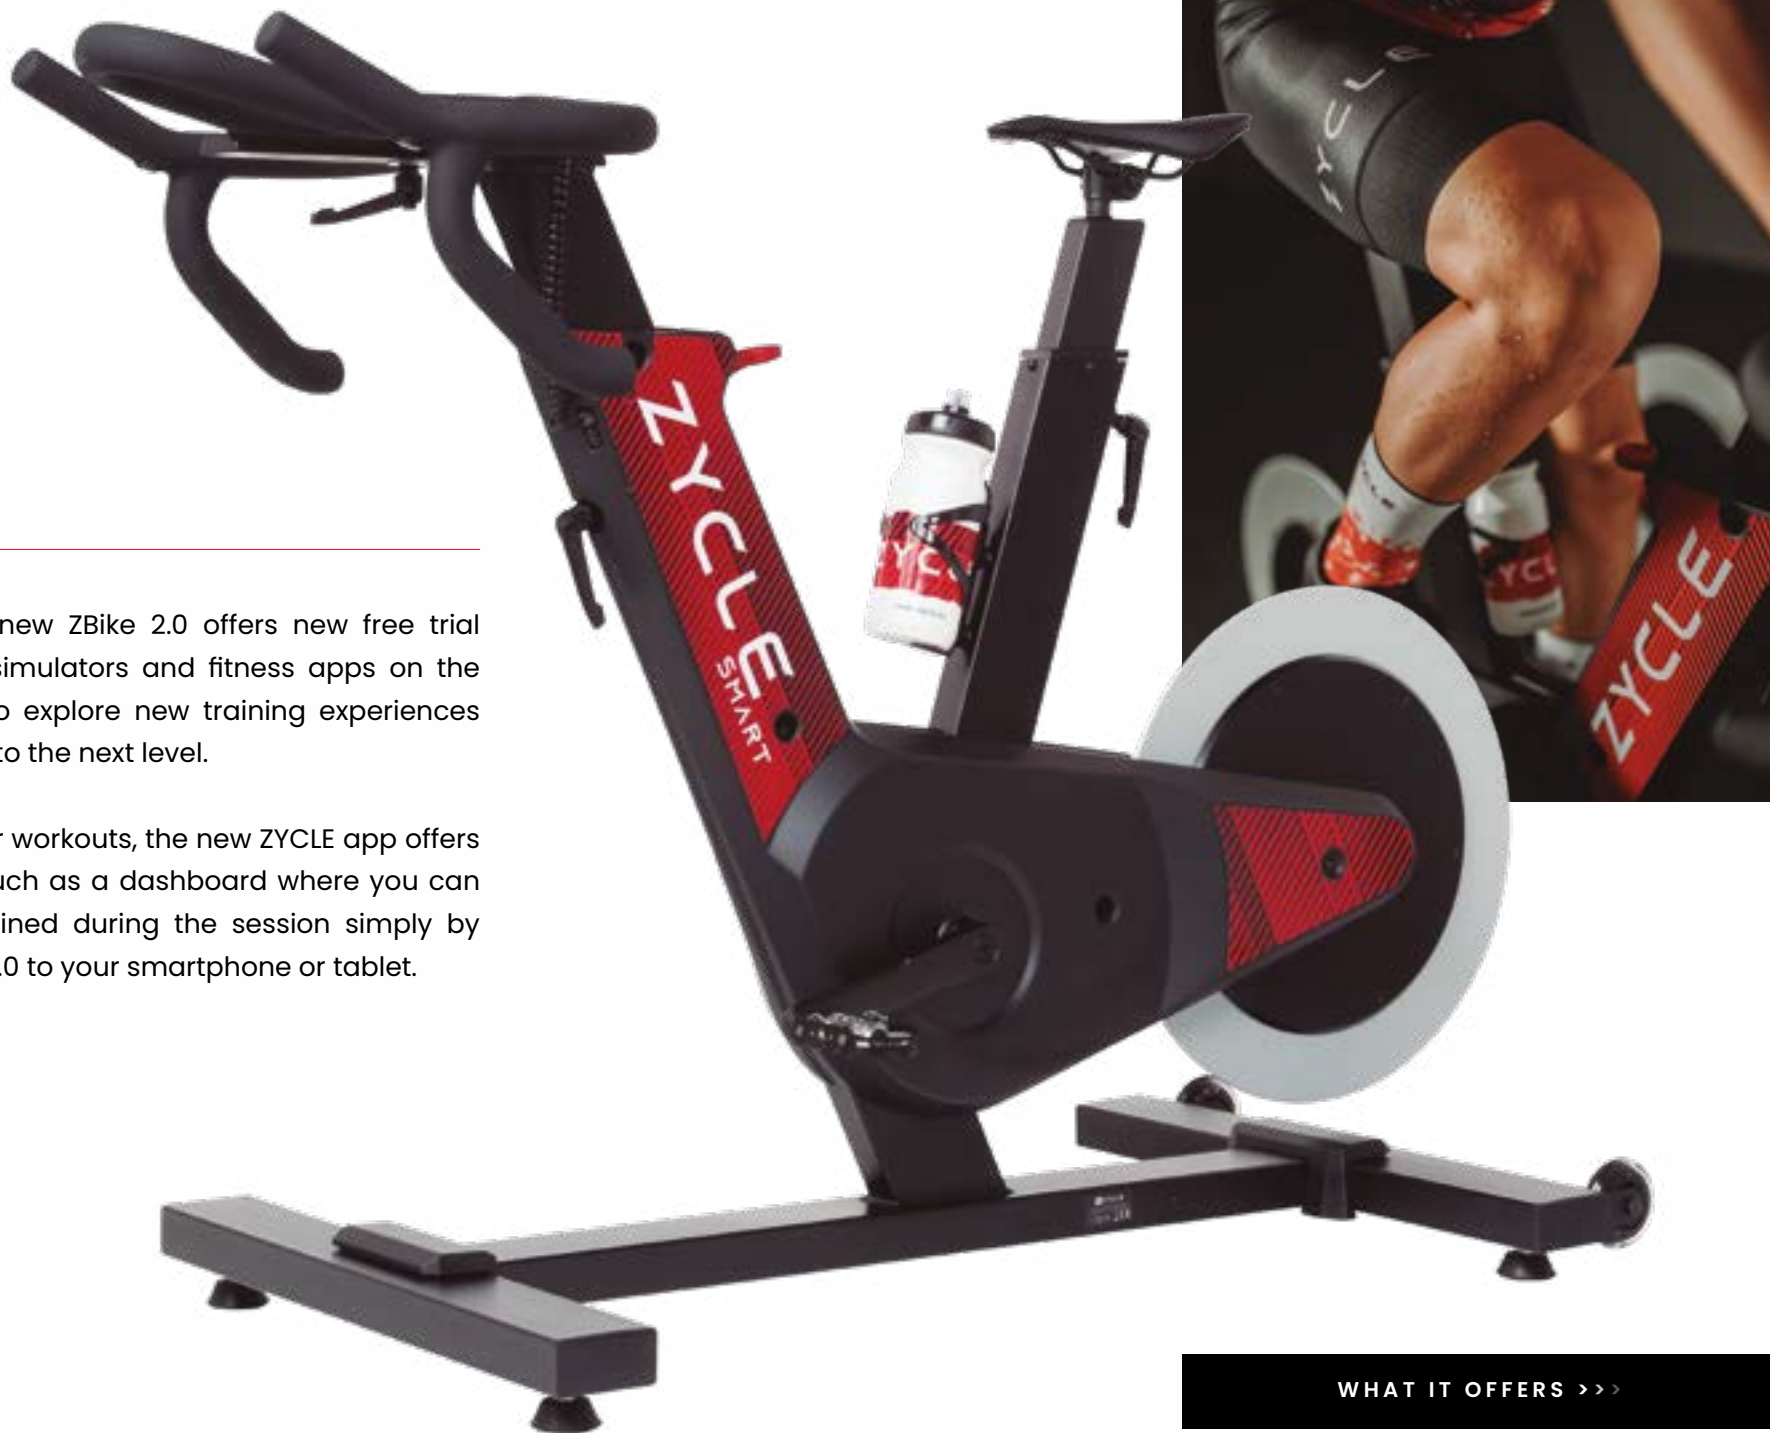 new ZBike 2.0 offers new free trial
simulators and fitness apps on the
explore new training experiences
to the next level.
workouts, the new ZYCLE app offers
such as a dashboard where you can
during the session simply by
.0 to your smartphone or tablet.
ZYCLE
SMART
ZYCLE
ZYCLE
ZYCLE
WHAT IT OFFERS >>>